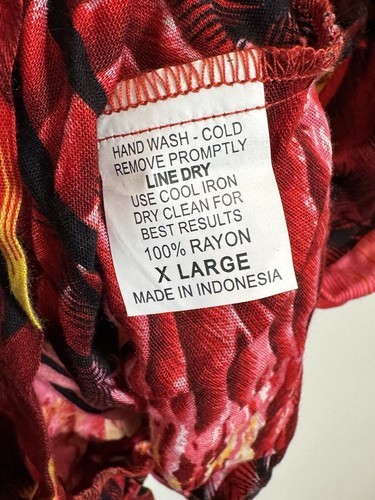 HAND WASH - COLD
REMOVE PROMPTLY
LINE DRY
USE COOL IRON
DRY CLEAN FOR
BEST RESULTS
100% RAYON
X LARGE
MADE IN INDONESIA